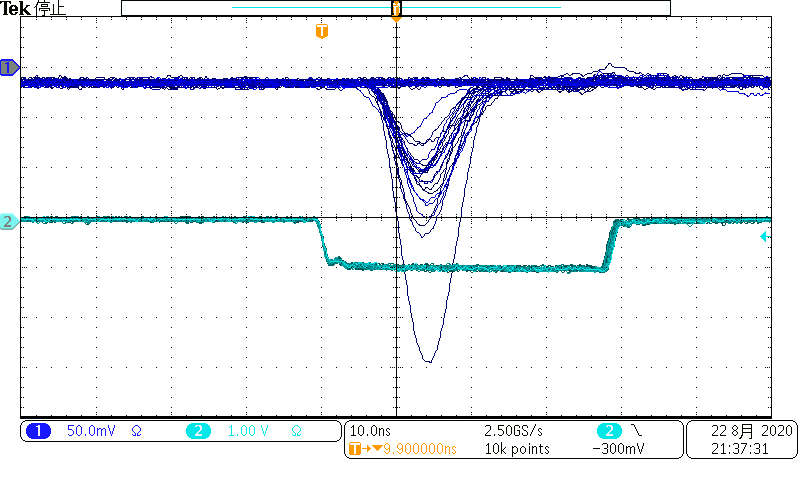 Tek 停止
T
T
1
2
1 50.0mV Ω 2 1.00 V Ω
10.0ns 2.50GS/s 2 -300mV
T→▼9.900000ns 10k points
22 8月 2020
21:37:31